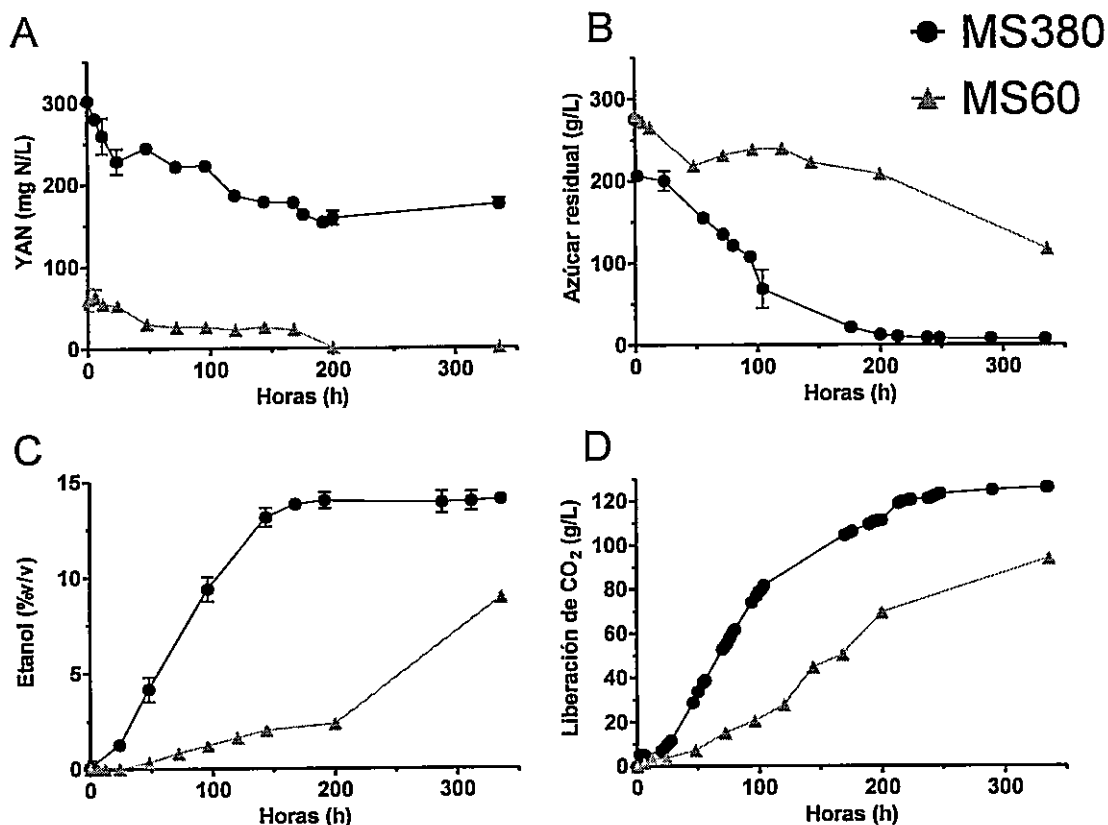 A
B
MS380
MS60
YAN (mg N/L)
300
200
100
0
0
100
200
300
Horas (h)
Azúcar residual (g/L)
300
200
100
0
0
100
200
300
Horas (h)
C
D
Etanol (%v/v)
15
10
5
0
0
100
200
300
Horas (h)
Liberación de CO₂ (g/L)
120
100
80
60
40
20
0
0
100
200
300
Horas (h)